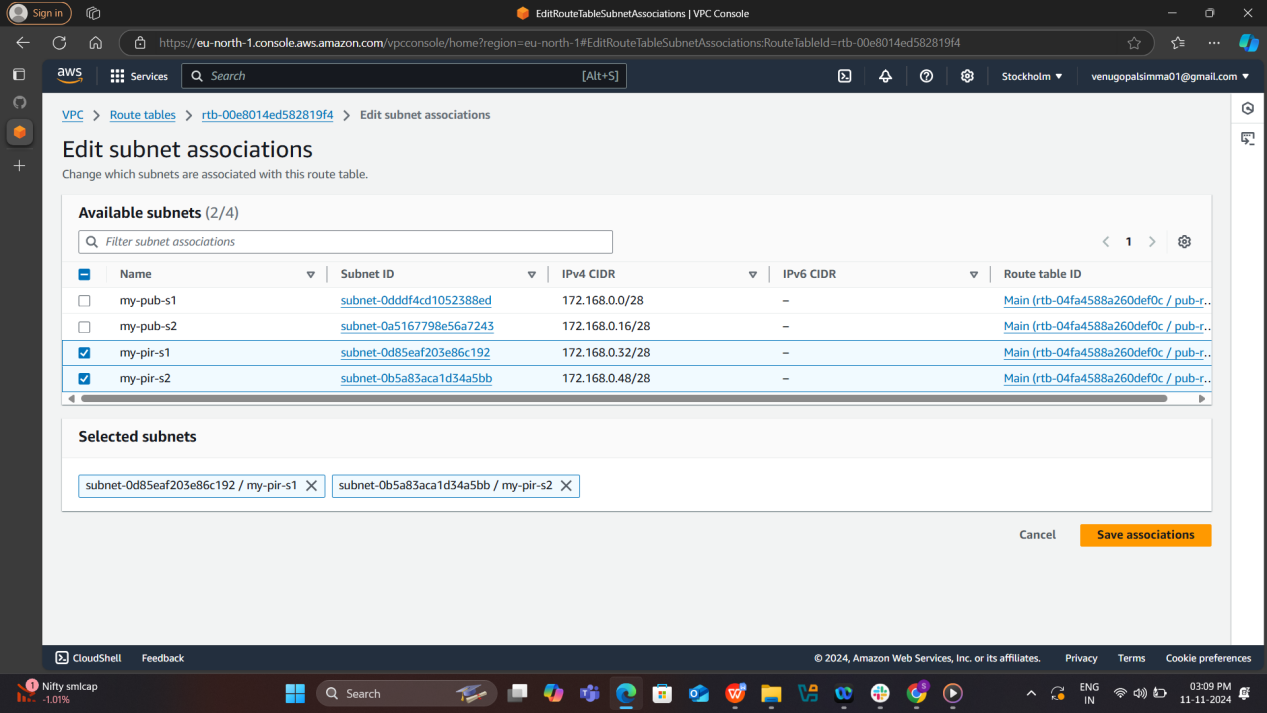 Sign in
EditRouteTableSubnetAssociations | VPC Console
https://eu-north-1.console.aws.amazon.com/vpcconsole/home?region=eu-north-1#EditRouteTableSubnetAssociations:RouteTableId=rtb-00e8014ed582819f4
aws Services Search [Alt+S] Stockholm venugopalsimma01@gmail.com
VPC Route tables rtb-00e8014ed582819f4 Edit subnet associations
Edit subnet associations
Change which subnets are associated with this route table.
Available subnets (2/4)
Filter subnet associations
1
Name Subnet ID IPv4 CIDR IPv6 CIDR Route table ID
my-pub-s1 subnet-0dddf4cd1052388ed 172.168.0.0/28 – Main (rtb-04fa4588a260def0c / pub-r...
my-pub-s2 subnet-0a5167798e56a7243 172.168.0.16/28 – Main (rtb-04fa4588a260def0c / pub-r...
my-pir-s1 subnet-0d85eaf203e86c192 172.168.0.32/28 – Main (rtb-04fa4588a260def0c / pub-r...
my-pir-s2 subnet-0b5a83aca1d34a5bb 172.168.0.48/28 – Main (rtb-04fa4588a260def0c / pub-r...
Selected subnets
subnet-0d85eaf203e86c192 / my-pir-s1 subnet-0b5a83aca1d34a5bb / my-pir-s2
Cancel Save associations
CloudShell Feedback © 2024, Amazon Web Services, Inc. or its affiliates. Privacy Terms Cookie preferences
1 Nifty smlcap
-1.01%
Search
ENG
IN
03:09 PM
11-11-2024